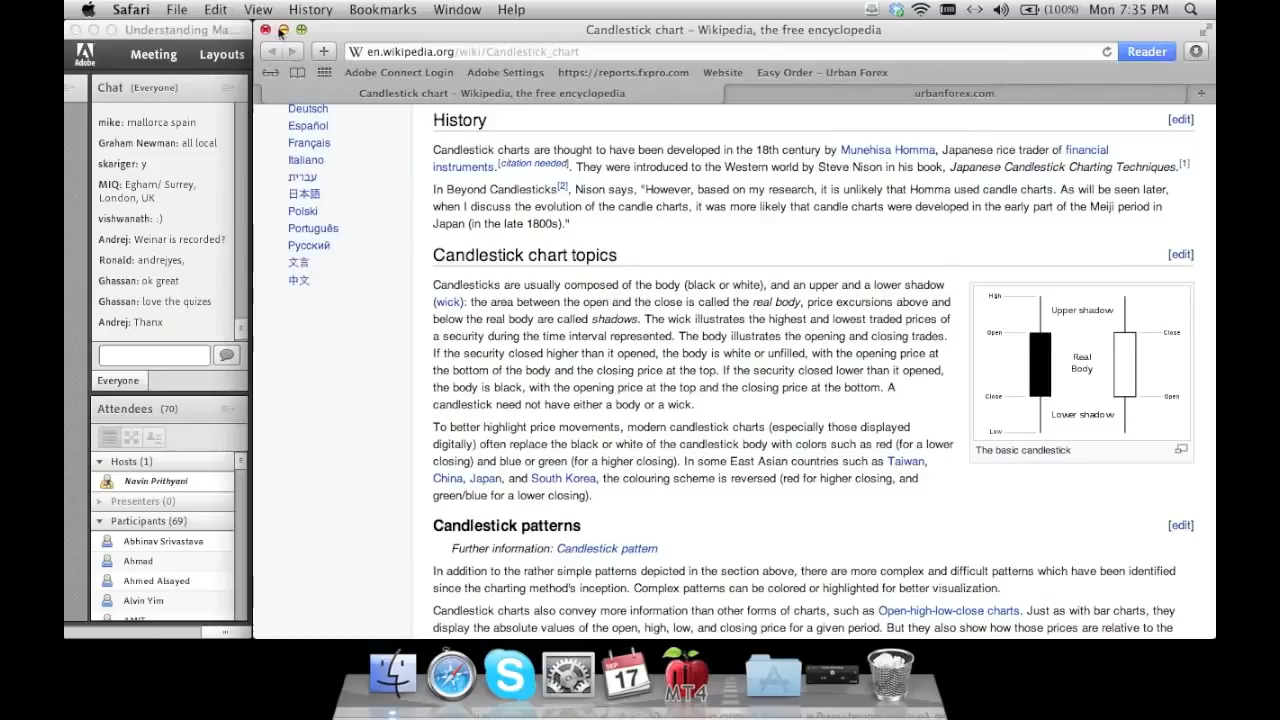 Safari File Edit View History Bookmarks Window Help (100%) Mon 7:35 PM
Understanding Ma...
Candlestick chart – Wikipedia, the free encyclopedia
Adobe
Meeting Layouts
W en.wikipedia.org/wiki/Candlestick_chart
Reader
Adobe Connect Login Adobe Settings https://reports.fxpro.com Website Easy Order – Urban Forex
Candlestick chart – Wikipedia, the free encyclopedia urbanforex.com
Chat (Everyone)
mike: mallorca spain
Graham Newman: all local
skariger: y
MIQ: Egham/ Surrey,
London, UK
vishwanath: :)
Andrej: Weinar is recorded?
Ronald: andrejyes,
Ghassan: ok great
Ghassan: love the quizes
Andrej: Thanx
Everyone
Attendees (70)
Hosts (1)
Navin Prithyani
Presenters (0)
Participants (69)
Abhinav Srivastava
Ahmad
Ahmed Alsayed
Alvin Yim
Deutsch
Español
Français
Italiano
עברית
日本語
Polski
Português
Русский
文言
中文
History [edit]
Candlestick charts are thought to have been developed in the 18th century by Munehisa Homma, Japanese rice trader of financial
instruments.[citation needed]. They were introduced to the Western world by Steve Nison in his book, Japanese Candlestick Charting Techniques.[1]
In Beyond Candlesticks[2], Nison says, "However, based on my research, it is unlikely that Homma used candle charts. As will be seen later,
when I discuss the evolution of the candle charts, it was more likely that candle charts were developed in the early part of the Meiji period in
Japan (in the late 1800s)."
Candlestick chart topics [edit]
Candlesticks are usually composed of the body (black or white), and an upper and a lower shadow
(wick): the area between the open and the close is called the real body, price excursions above and
below the real body are called shadows. The wick illustrates the highest and lowest traded prices of
a security during the time interval represented. The body illustrates the opening and closing trades.
If the security closed higher than it opened, the body is white or unfilled, with the opening price at
the bottom of the body and the closing price at the top. If the security closed lower than it opened,
the body is black, with the opening price at the top and the closing price at the bottom. A
candlestick need not have either a body or a wick.
High
Upper shadow
Open Close
Real
Body
Close Open
Lower shadow
Low
The basic candlestick
To better highlight price movements, modern candlestick charts (especially those displayed
digitally) often replace the black or white of the candlestick body with colors such as red (for a lower
closing) and blue or green (for a higher closing). In some East Asian countries such as Taiwan,
China, Japan, and South Korea, the colouring scheme is reversed (red for higher closing, and
green/blue for a lower closing).
Candlestick patterns [edit]
Further information: Candlestick pattern
In addition to the rather simple patterns depicted in the section above, there are more complex and difficult patterns which have been identified
since the charting method's inception. Complex patterns can be colored or highlighted for better visualization.
Candlestick charts also convey more information than other forms of charts, such as Open-high-low-close charts. Just as with bar charts, they
display the absolute values of the open, high, low, and closing price for a given period. But they also show how those prices are relative to the
SEP
17
MT4